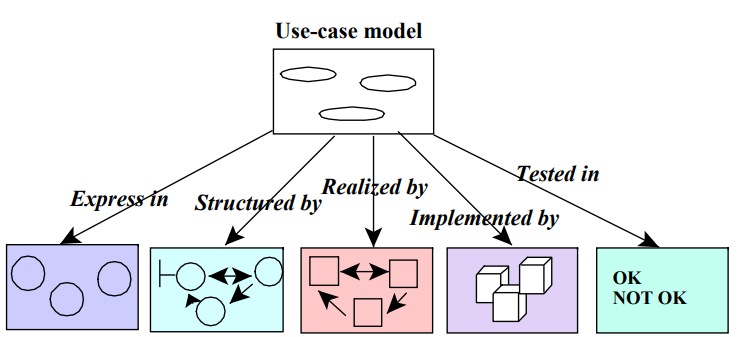 Use-case model
Express in
Structured by
Realized by
Implemented by
Tested in
OK
NOT OK